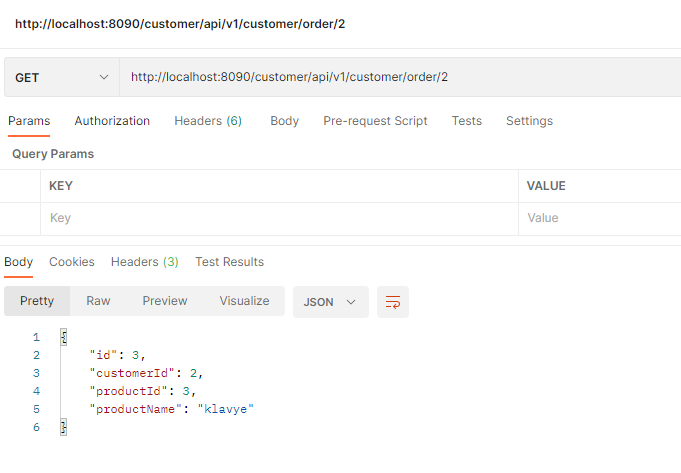 http://localhost:8090/customer/api/v1/customer/order/2
GET http://localhost:8090/customer/api/v1/customer/order/2
Params Authorization Headers (6) Body Pre-request Script Tests Settings
Query Params
KEY VALUE
Key Value
Body Cookies Headers (3) Test Results
Pretty Raw Preview Visualize JSON
1 {
2 "id": 3,
3 "customerId": 2,
4 "productId": 3,
5 "productName": "klavye"
6 }